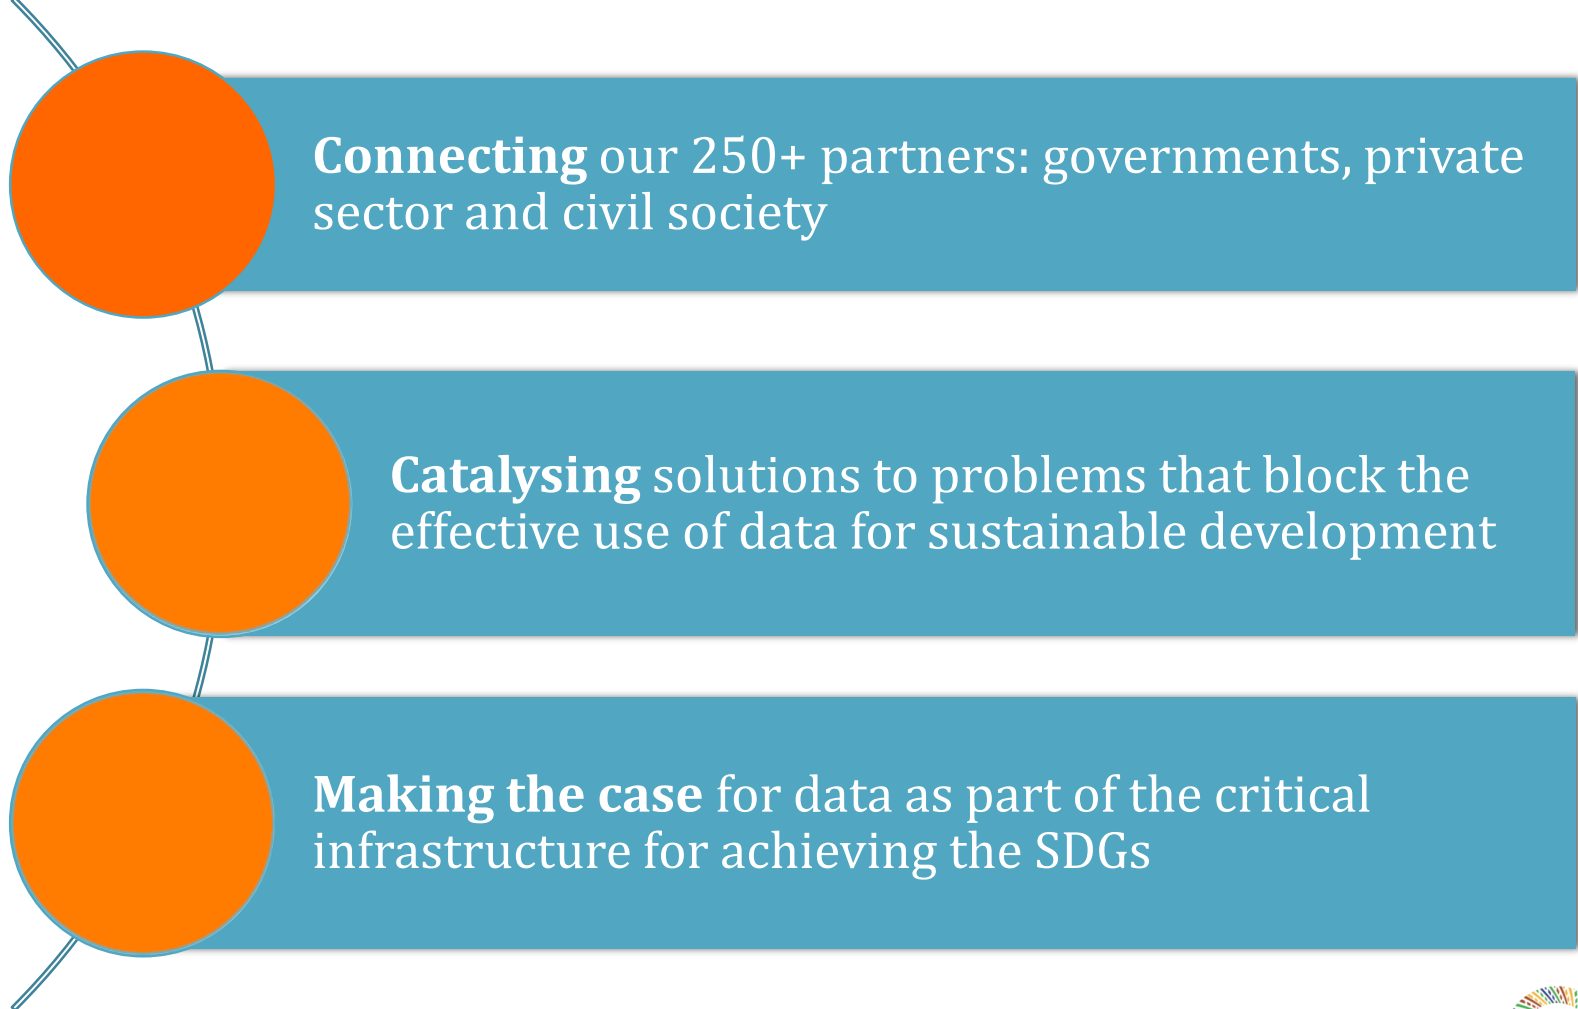 Connecting our 250+ partners: governments, private
sector and civil society
Catalysing solutions to problems that block the
effective use of data for sustainable development
Making the case for data as part of the critical
infrastructure for achieving the SDGs